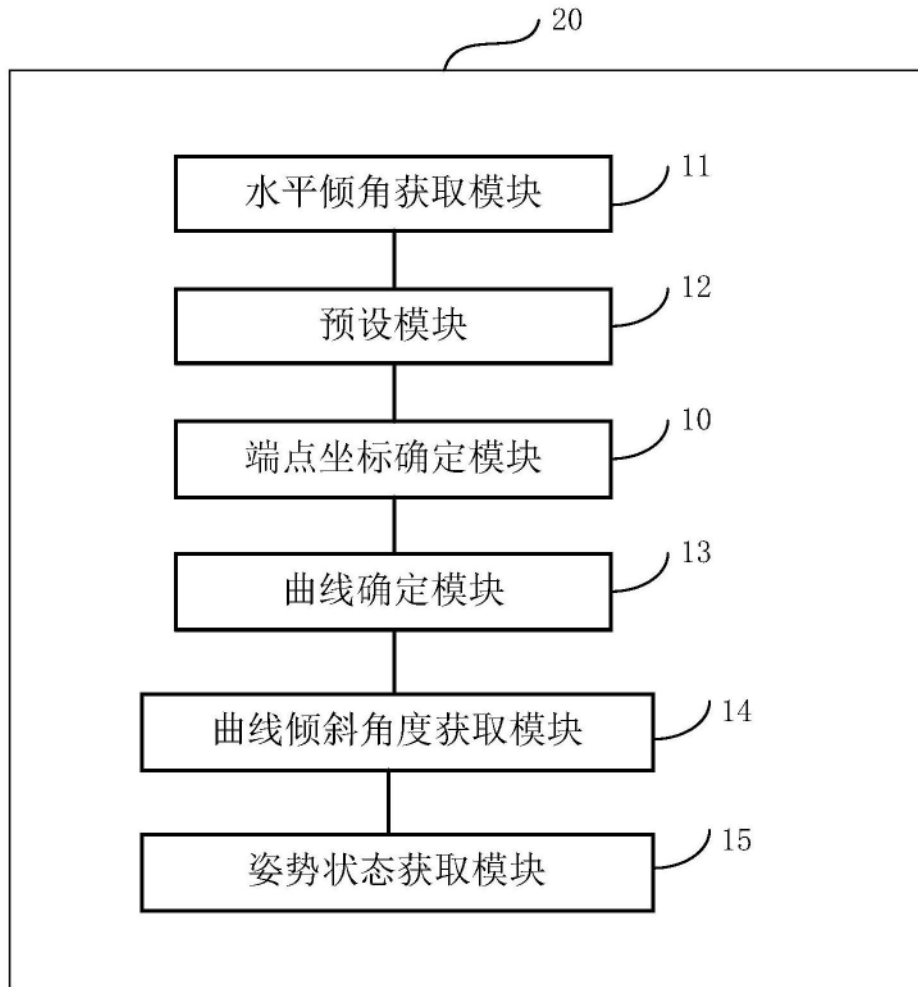 20
水平倾角获取模块 11
预设模块 12
端点坐标确定模块 10
曲线确定模块 13
曲线倾斜角度获取模块 14
姿势状态获取模块 15